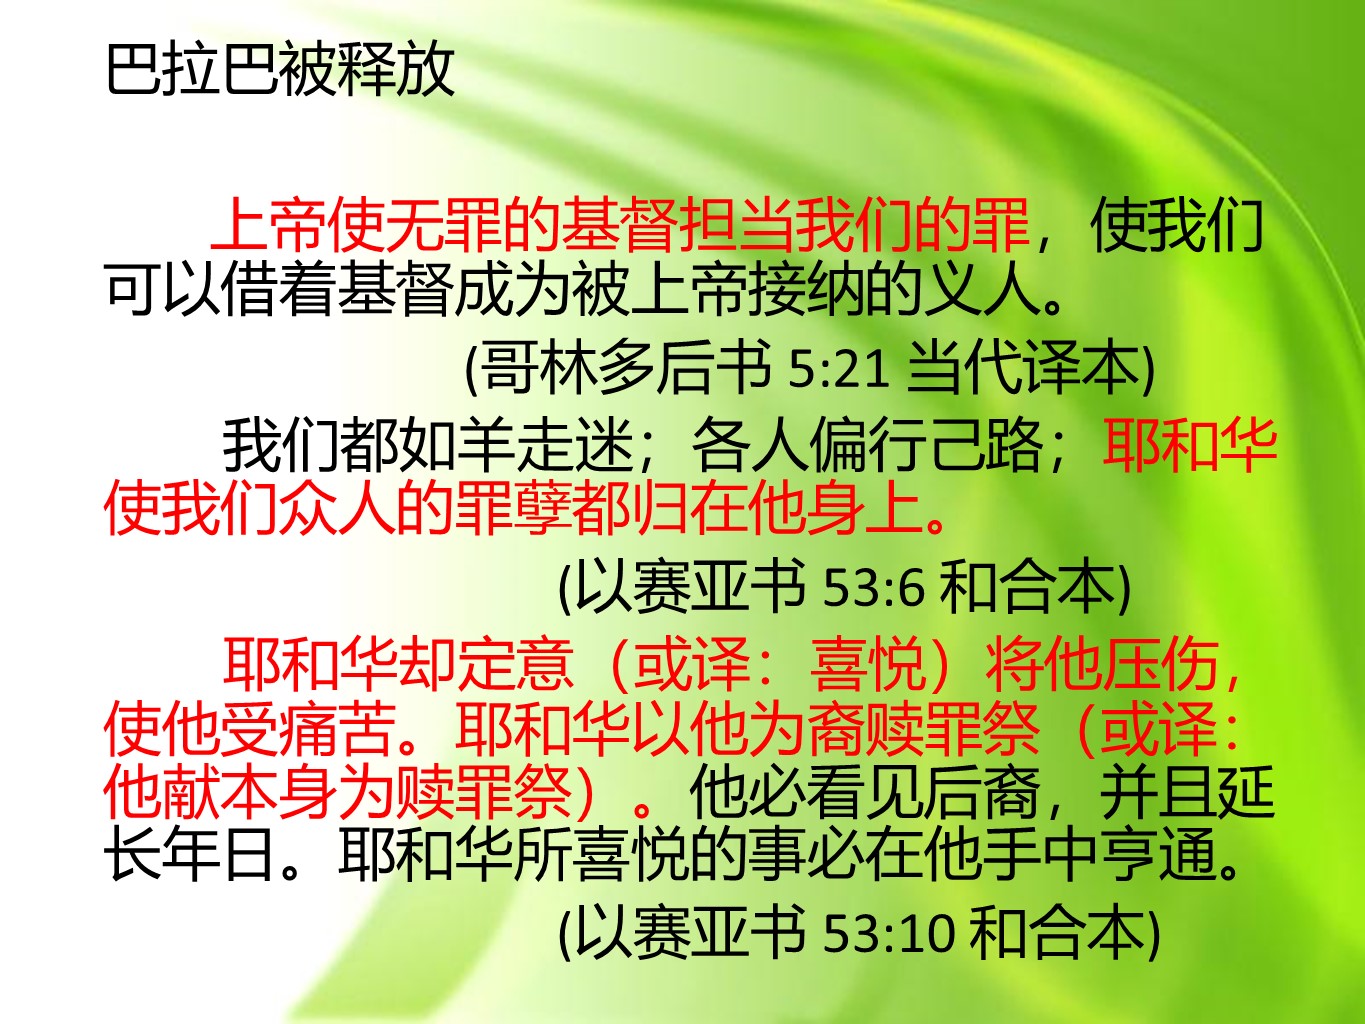 巴拉巴被释放
上帝使无罪的基督担当我们的罪，使我们
可以借着基督成为被上帝接纳的义人。
(哥林多后书 5:21 当代译本)
我们都如羊走迷；各人偏行己路；耶和华
使我们众人的罪孽都归在他身上。
(以赛亚书 53:6 和合本)
耶和华却定意（或译：喜悦）将他压伤，
使他受痛苦。耶和华以他为裔赎罪祭（或译：
他献本身为赎罪祭）。他必看见后裔，并且延
长年日。耶和华所喜悦的事必在他手中亨通。
(以赛亚书 53:10 和合本)